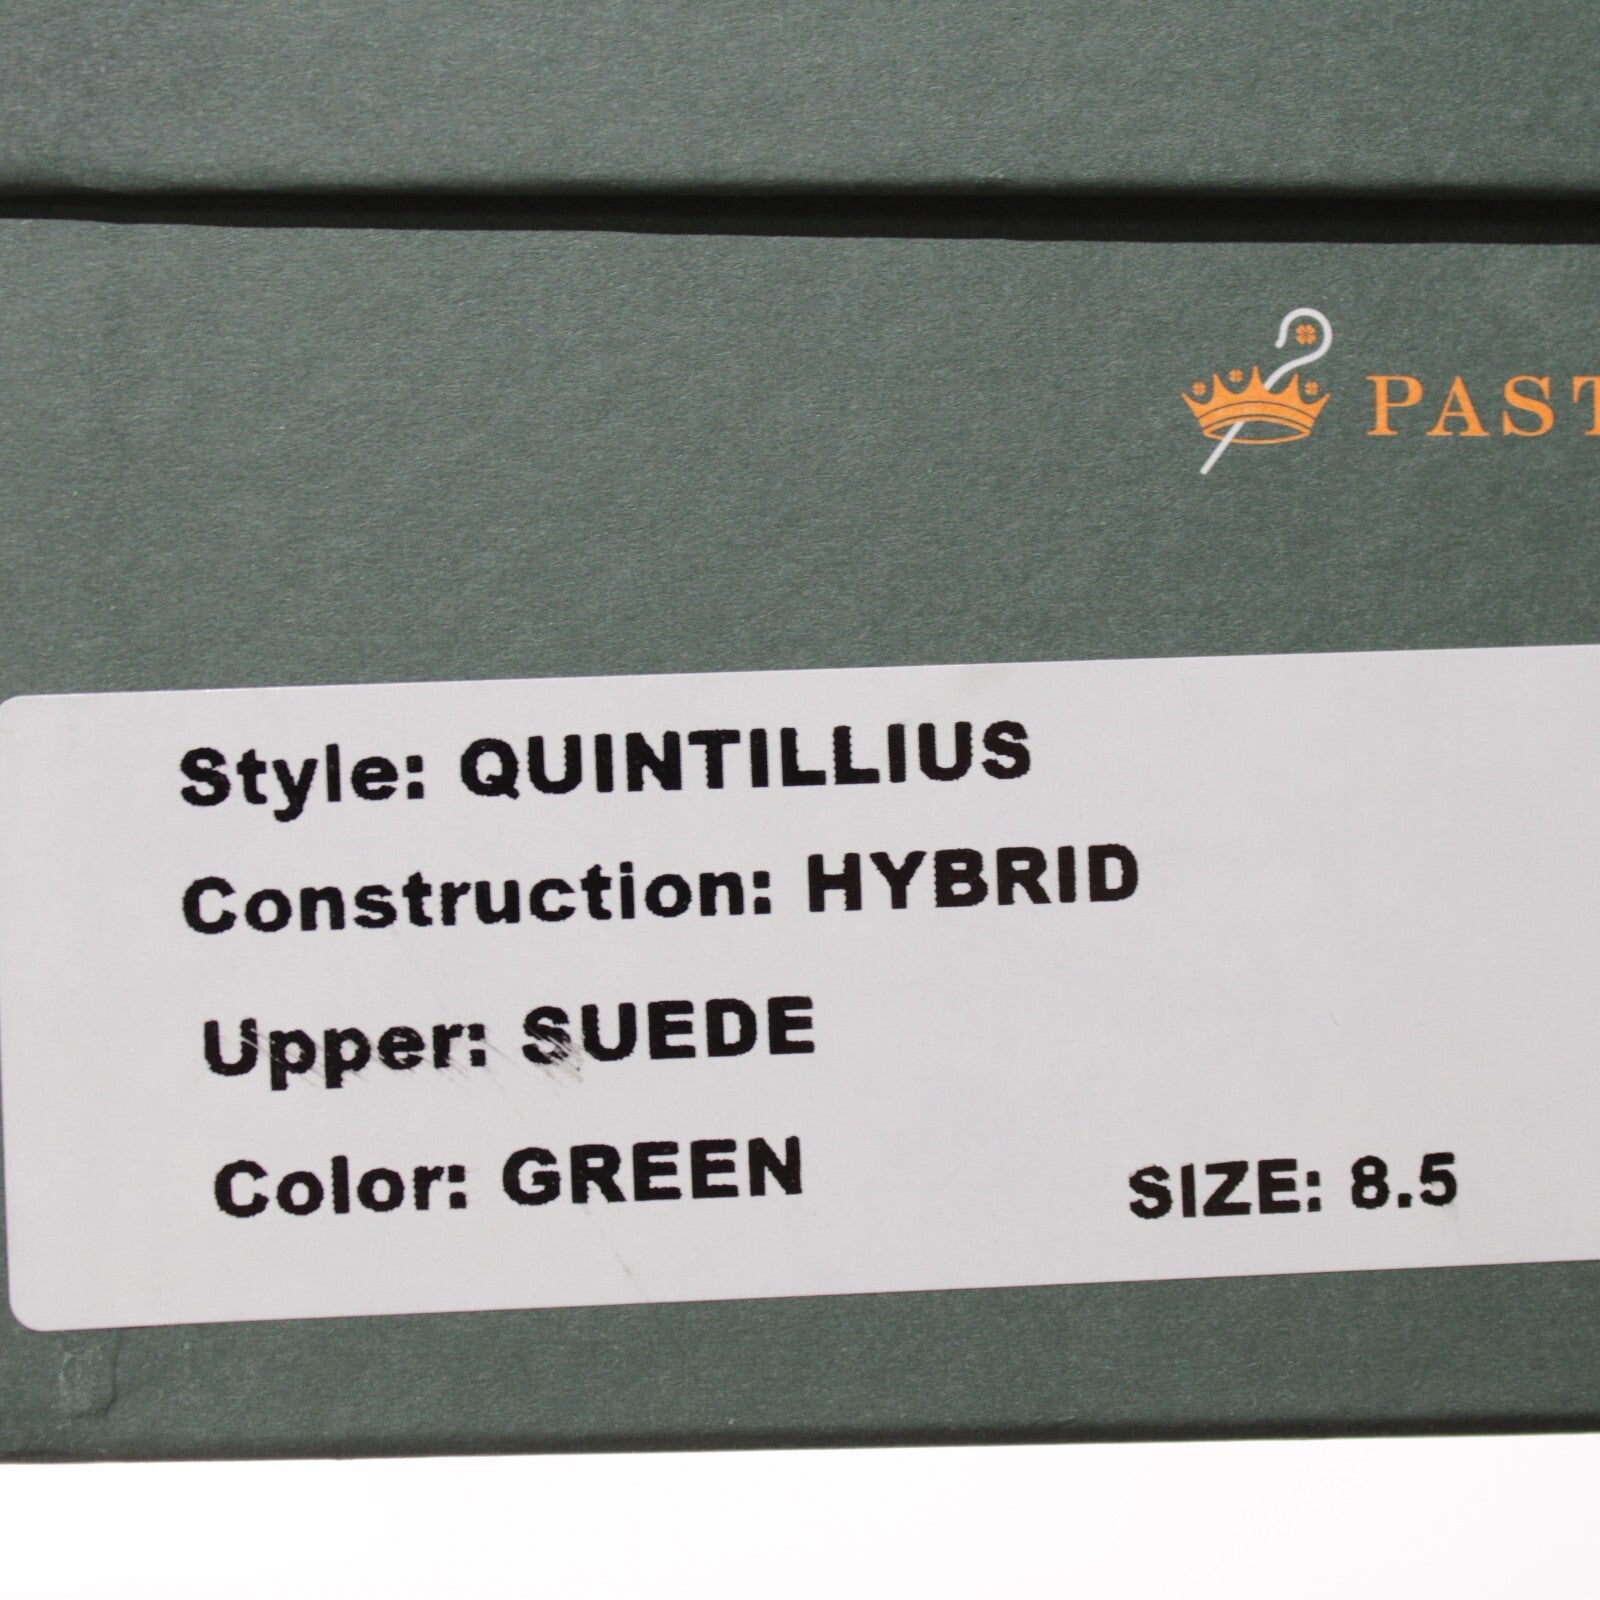 PAST
Style: QUINTILLIUS
Construction: HYBRID
Upper: SUEDE
Color: GREEN
SIZE: 8.5